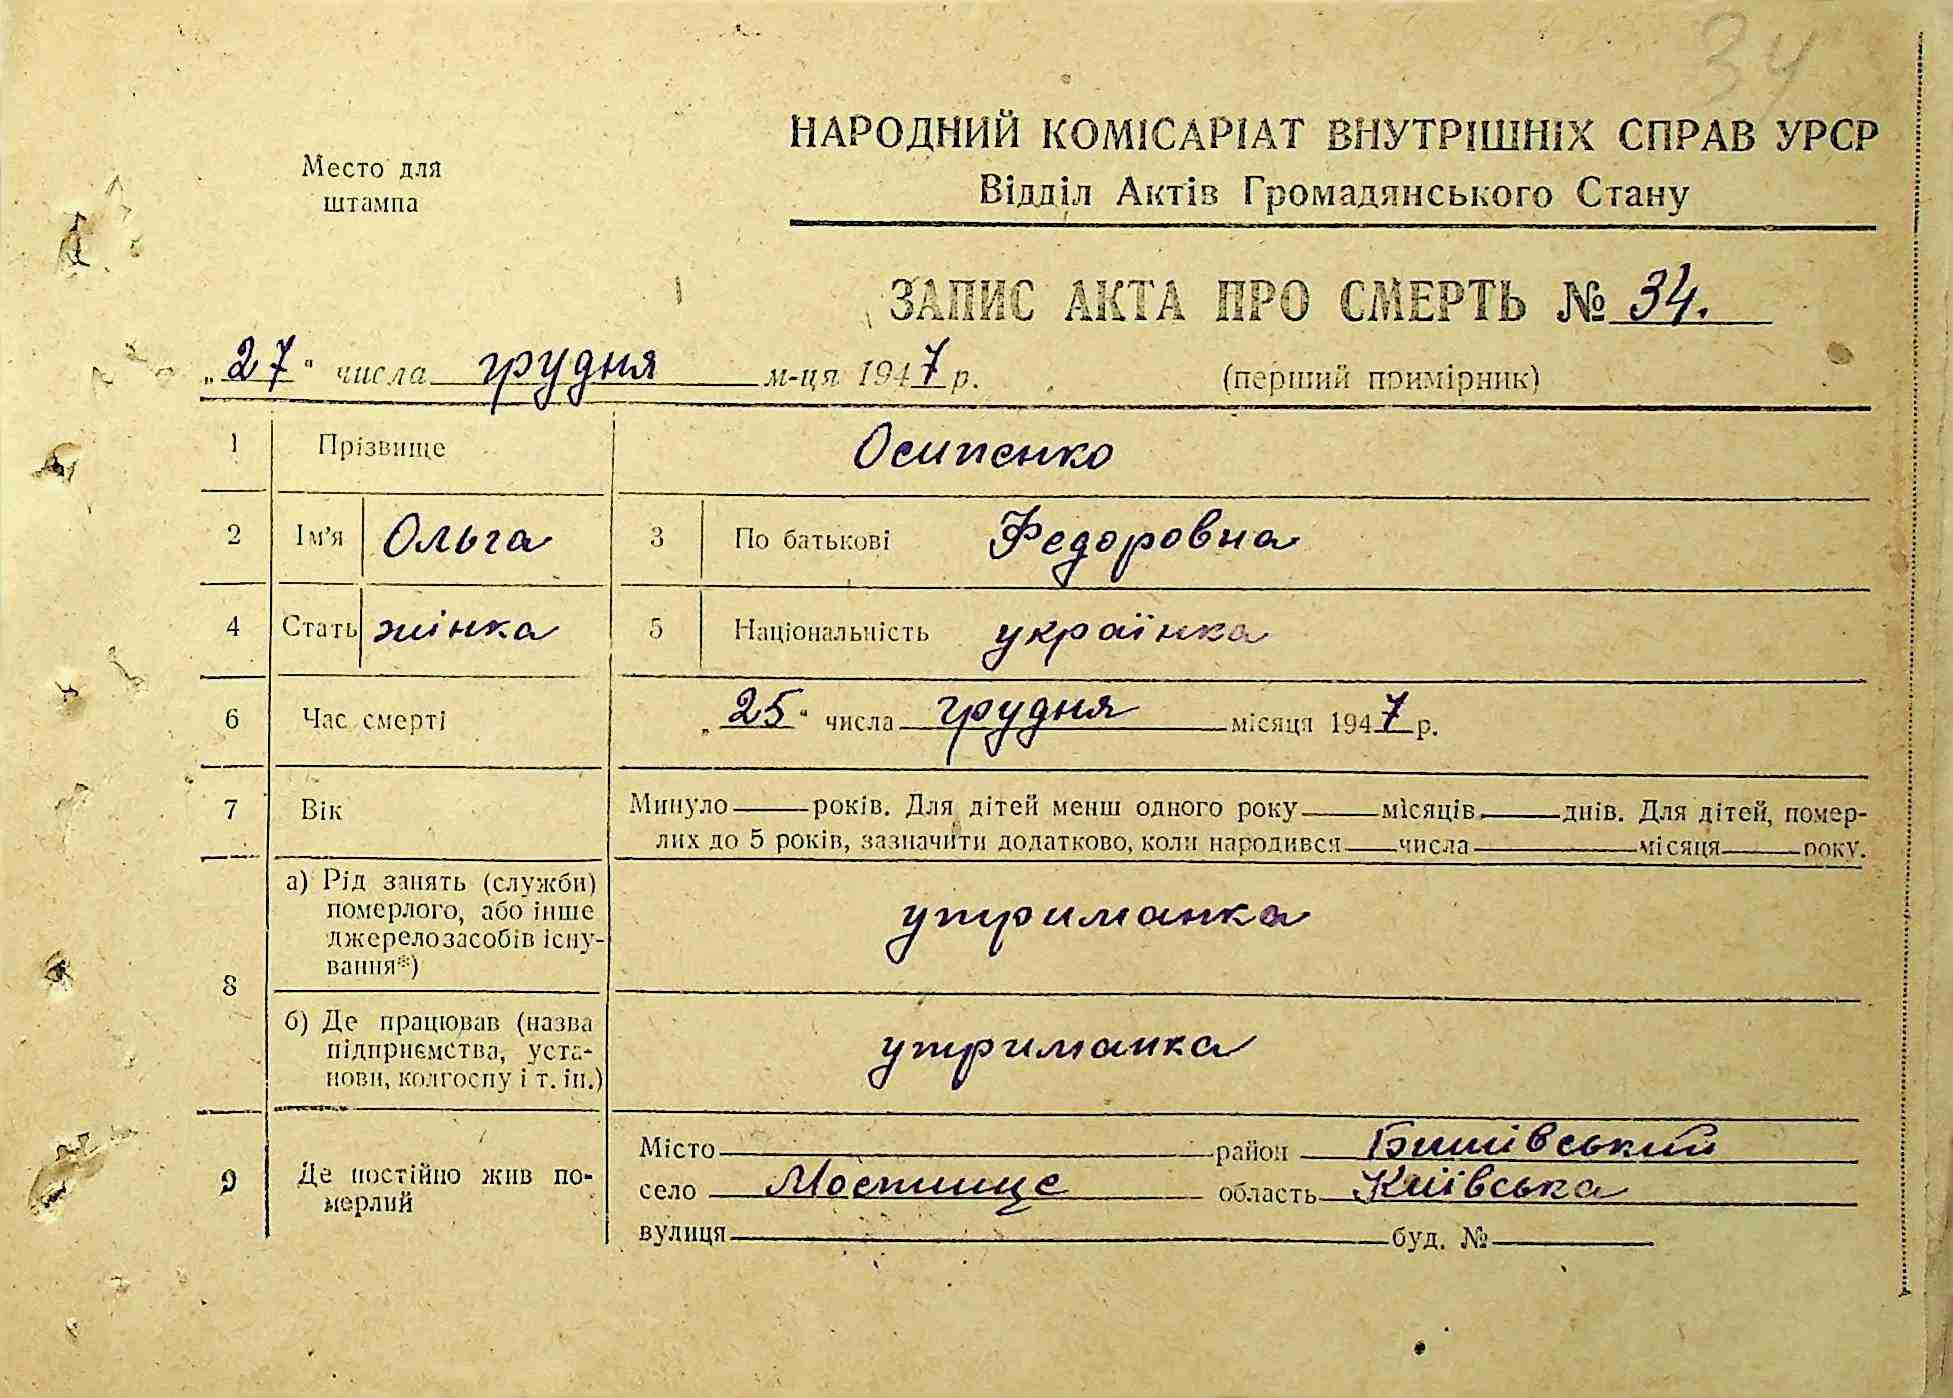 34
НАРОДНИЙ КОМІСАРІАТ ВНУТРІШНІХ СПРАВ УРСР
Место для штампа
Відділ Актів Громадянського Стану
ЗАПИС АКТА ПРО СМЕРТЬ № 34.
„27“ числа грудня м-ця 1947 р. (перший примірник)
1 Прізвище Осипенко
2 Ім’я Ольга 3 По батькові Федоровна
4 Стать жінка 5 Національність українка
6 Час смерті „25“ числа грудня місяця 1947 р.
7 Вік Минуло років. Для дітей менш одного року місяців днів. Для дітей, помер-
лих до 5 років, зазначити додатково, коли народився числа місяця року.
8 а) Рід занять (служби)
померлого, або інше
джерело засобів існу-
вання*)
утриманка
б) Де працював (назва
підприємства, уста-
нови, колгоспу і т. ін.)
утриманка
9 Де постійно жив по-
мерлий
Місто район Бишівський
село Мостище область Київська
вулиця буд. №